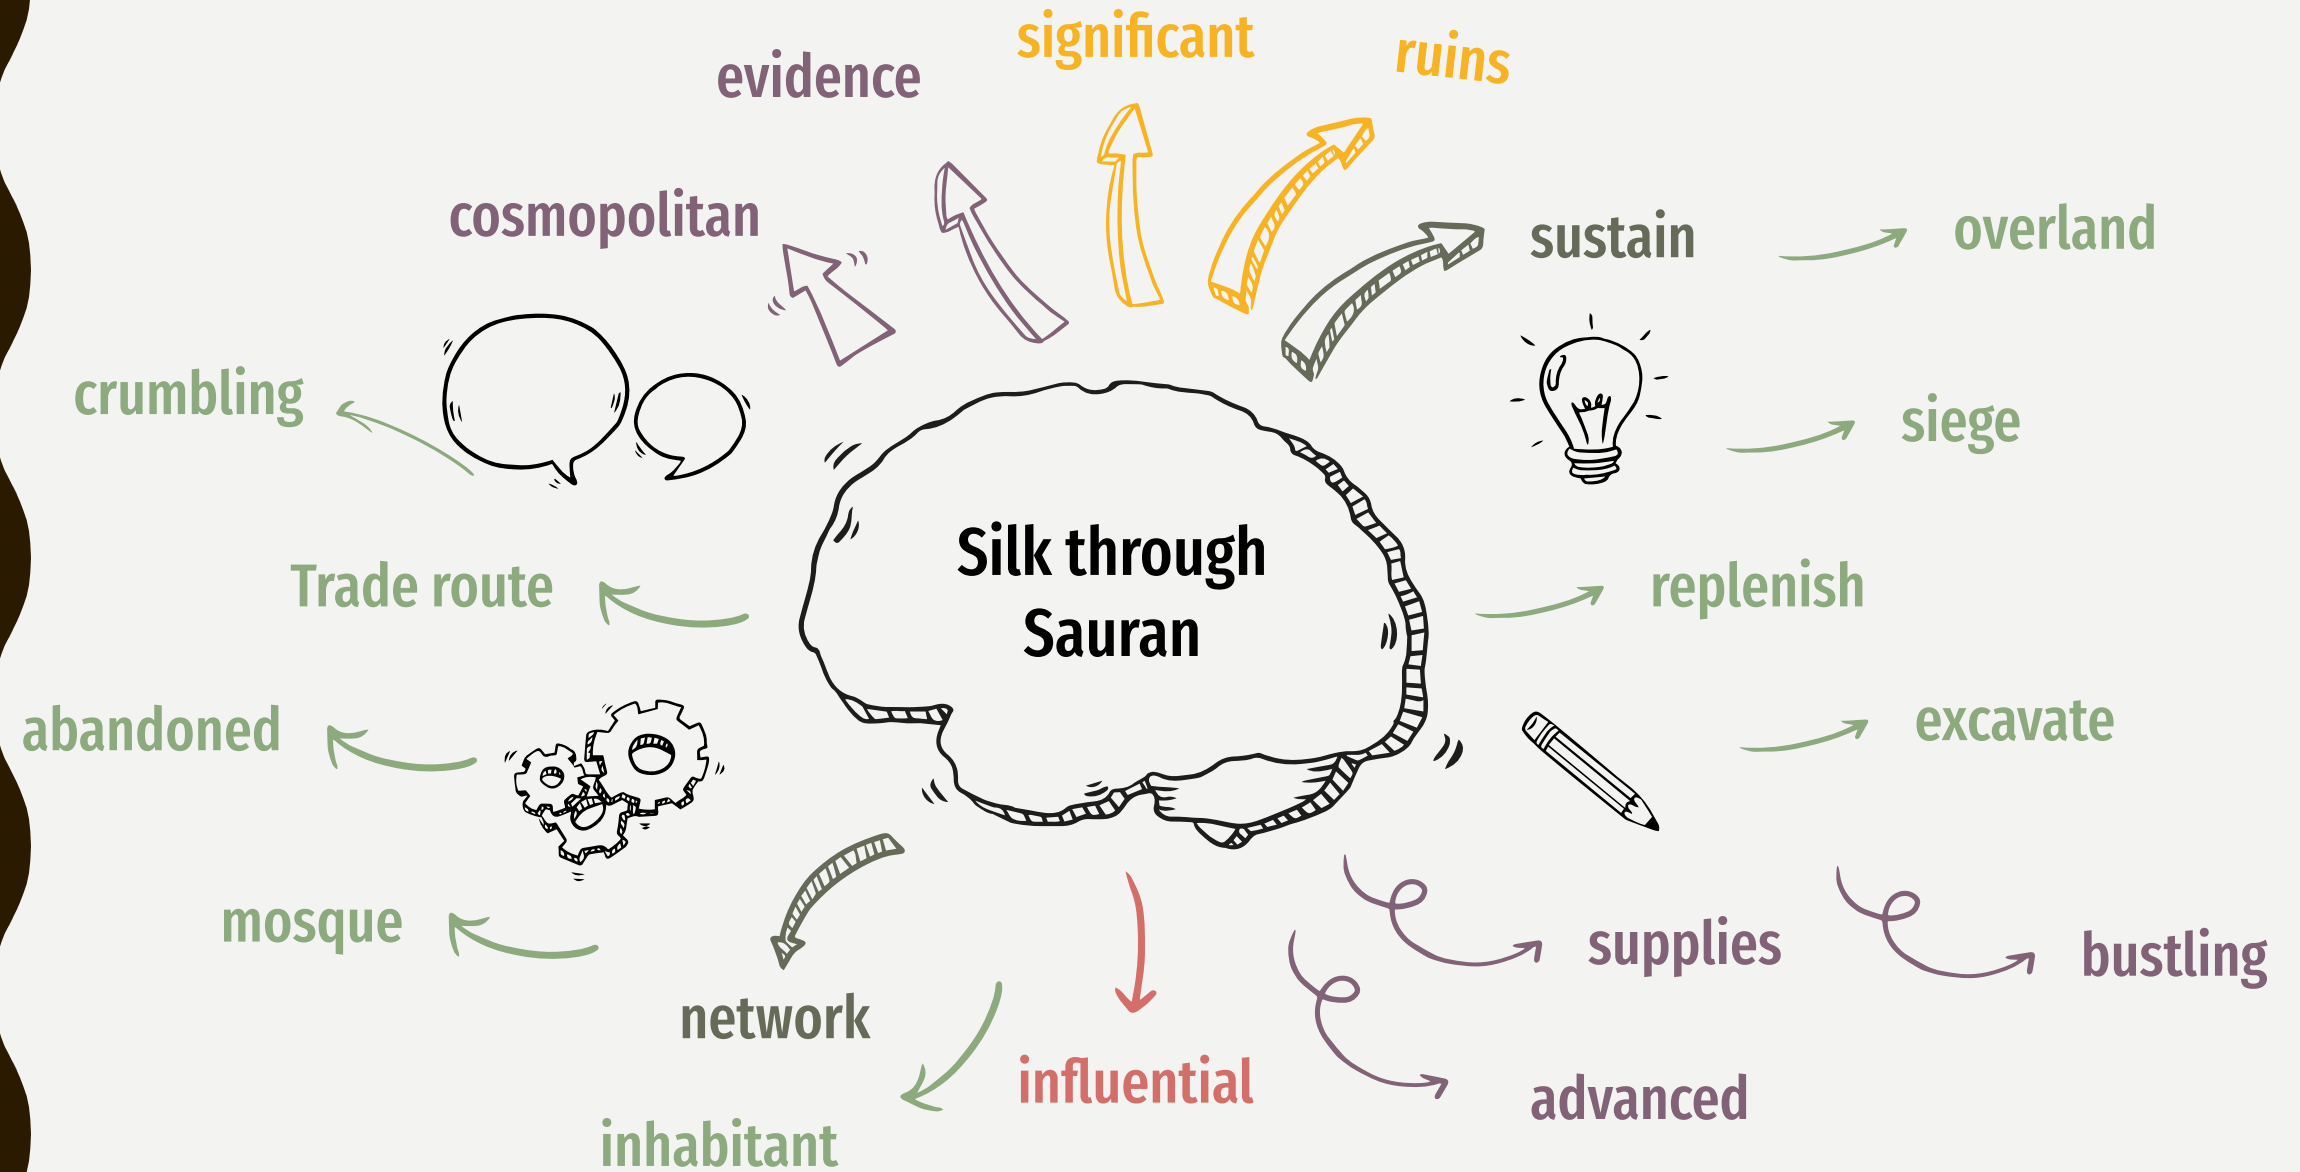 significant
ruins
evidence
cosmopolitan
sustain
overland
crumbling
siege
Silk through
Sauran
Trade route
replenish
abandoned
excavate
mosque
supplies
bustling
network
influential
advanced
inhabitant